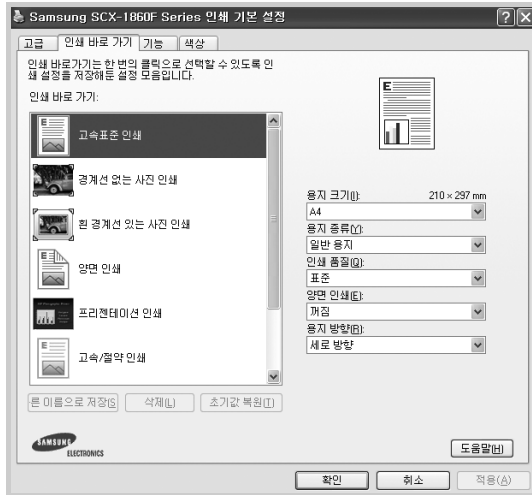 Samsung SCX-1860F Series 인쇄 기본 설정
고급 인쇄 바로 가기 기능 색상
인쇄 바로가기는 한 번의 클릭으로 선택할 수 있도록 인
쇄 설정을 저장해둔 설정 모음입니다.
인쇄 바로 가기:
고속표준 인쇄
경계선 없는 사진 인쇄
흰 경계선 있는 사진 인쇄
양면 인쇄
프리젠테이션 인쇄
고속/절약 인쇄
른 이름으로 저장(S 삭제(L) 초기값 복원(T)
E
용지 크기(I): 210 × 297 mm
A4
용지 종류(Y):
일반 용지
인쇄 품질(Q):
표준
양면 인쇄(E):
꺼짐
용지 방향(R):
세로 방향
SAMSUNG
ELECTRONICS
도움말(H)
확인 취소 적용(A)